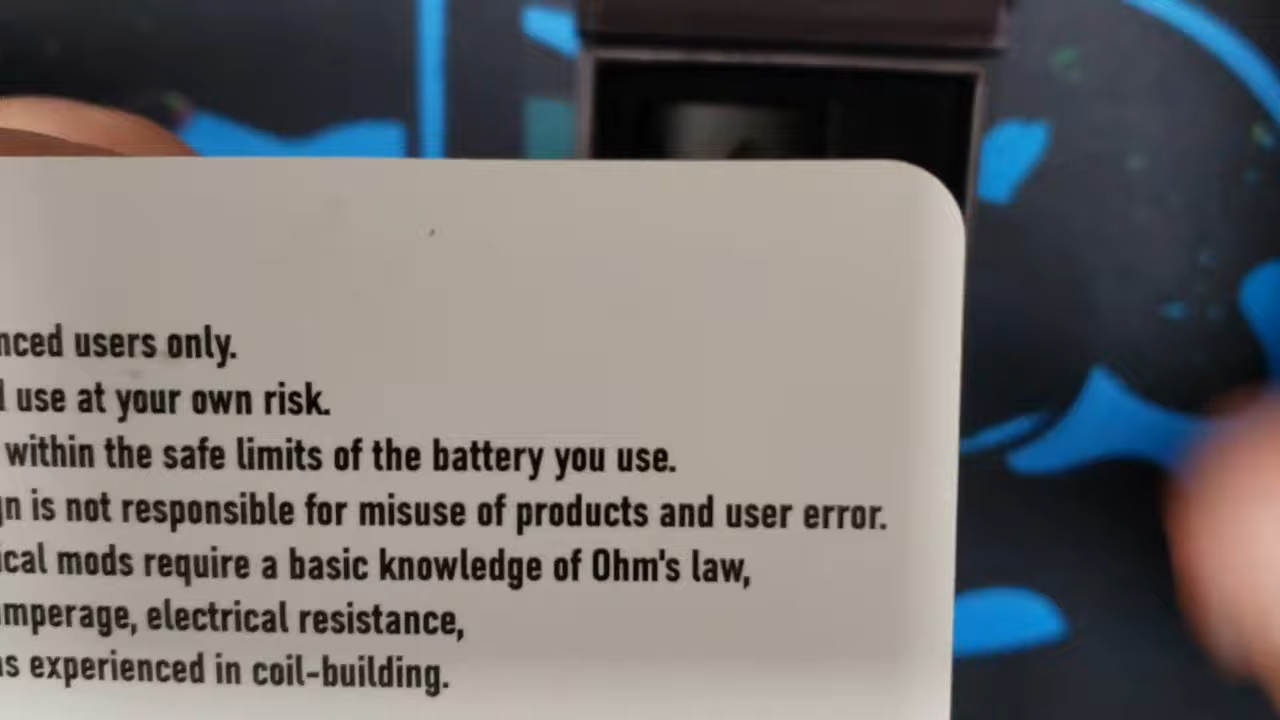 nced users only.
l use at your own risk.
within the safe limits of the battery you use.
gn is not responsible for misuse of products and user error.
ical mods require a basic knowledge of Ohm's law,
mperage, electrical resistance,
as experienced in coil-building.